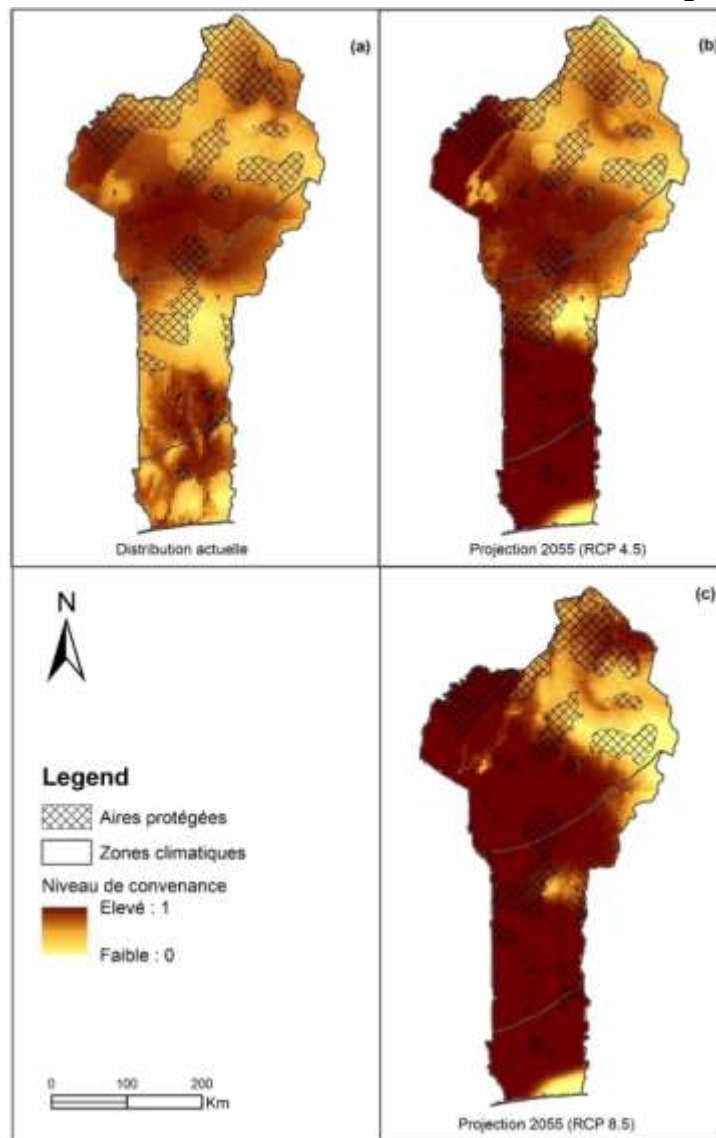 (a)
Distribution actuelle
(b)
Projection 2055 (RCP 4.5)
N
Legend
Aires protégées
Zones climatiques
Niveau de convenance
Elevé : 1
Faible : 0
0 100 200
Km
(c)
Projection 2055 (RCP 8.5)